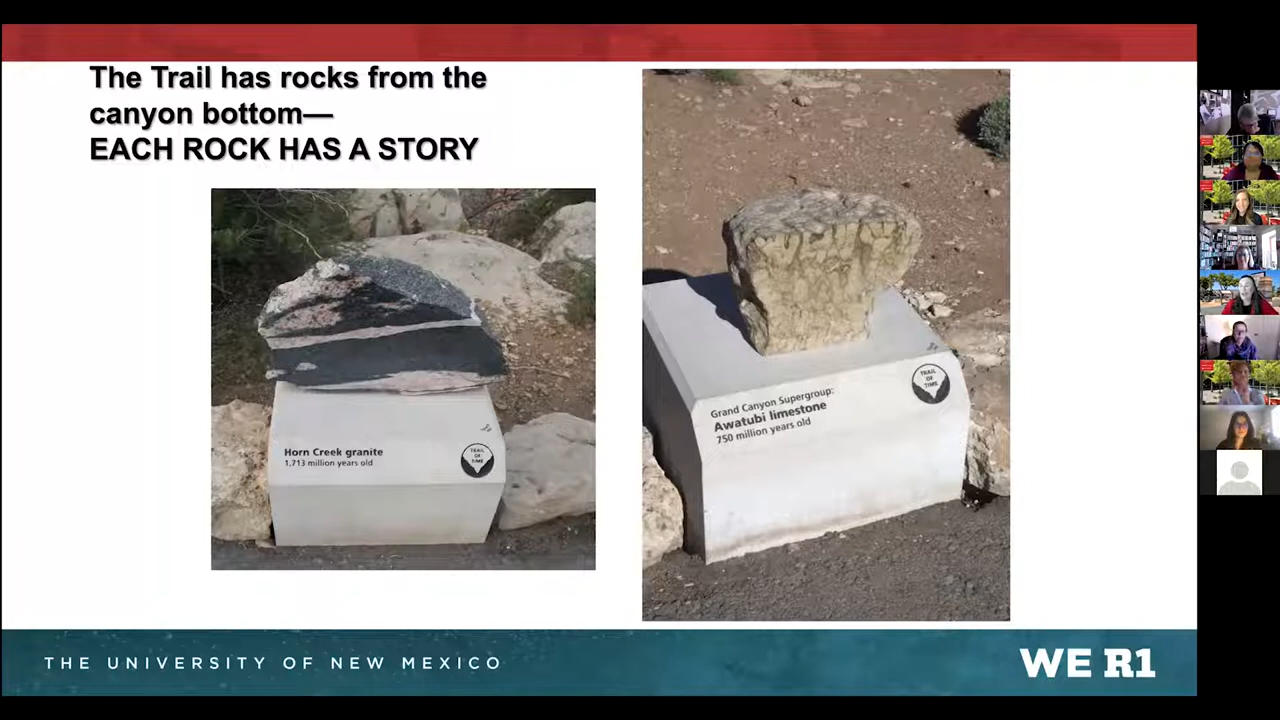 The Trail has rocks from the
canyon bottom—
EACH ROCK HAS A STORY
Horn Creek granite
1,713 million years old
TRAIL
OF
TIME
Grand Canyon Supergroup:
Awatubi limestone
750 million years old
TRAIL
OF
TIME
THE UNIVERSITY OF NEW MEXICO
WE R1